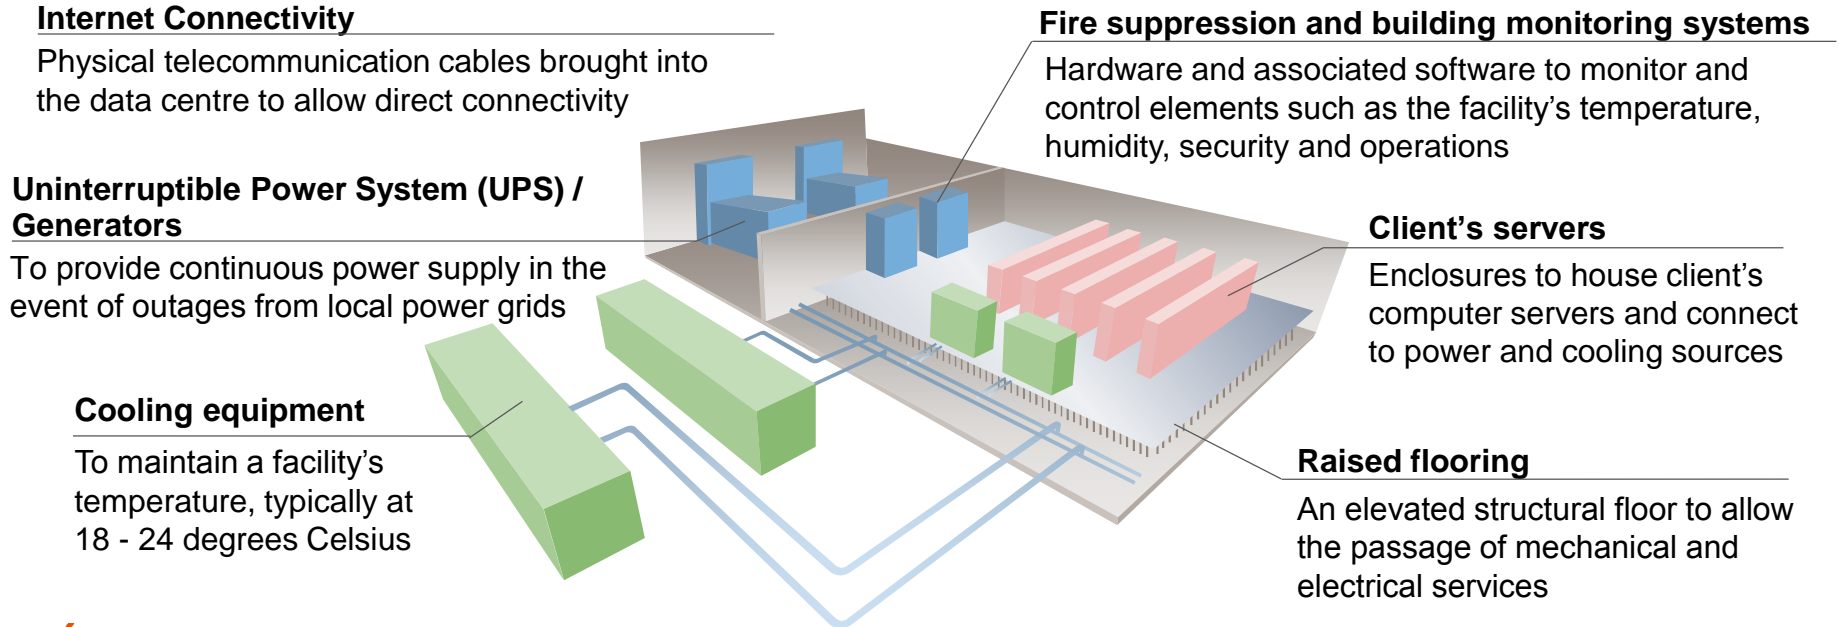 Internet Connectivity
Physical telecommunication cables brought into
the data centre to allow direct connectivity
Fire suppression and building monitoring systems
Hardware and associated software to monitor and
control elements such as the facility’s temperature,
humidity, security and operations
Uninterruptible Power System (UPS) /
Generators
To provide continuous power supply in the
event of outages from local power grids
Client’s servers
Enclosures to house client’s
computer servers and connect
to power and cooling sources
Cooling equipment
To maintain a facility’s
temperature, typically at
18 - 24 degrees Celsius
Raised flooring
An elevated structural floor to allow
the passage of mechanical and
electrical services